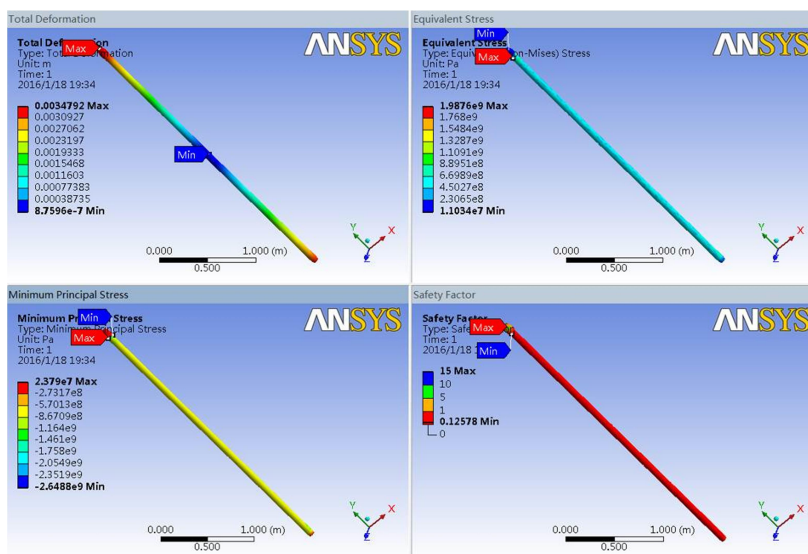 Total Deformation
Total Deformation
Type: Total Deformation
Unit: m
Time: 1
2016/1/18 19:34
Max
ANSYS
0.0034792 Max
0.0030927
0.0027062
0.0023197
0.0019333
0.0015468
0.0011603
0.00077383
0.00038735
8.7596e-7 Min
Min
Y
X
Z
0.000
1.000 (m)
0.500
Equivalent Stress
Min
Equivalent Stress
Type: Equivalent (von-Mises) Stress
Unit: Pa
Time: 1
2016/1/18 19:34
Max
ANSYS
1.9876e9 Max
1.768e9
1.5484e9
1.3287e9
1.1091e9
8.8951e8
6.6989e8
4.5027e8
2.3065e8
1.1034e7 Min
Y
X
Z
0.000
1.000 (m)
0.500
Minimum Principal Stress
Minimum Principal Stress
Type: Minimum Principal Stress
Unit: Pa
Time: 1
2016/1/18 19:34
Min
Max
ANSYS
2.379e7 Max
-2.7317e8
-5.7013e8
-8.6709e8
-1.164e9
-1.461e9
-1.758e9
-2.0549e9
-2.3519e9
-2.6488e9 Min
Y
X
Z
0.000
1.000 (m)
0.500
Safety Factor
Safety Factor
Type:
Time: 1
2016/1/18
Max
Min
ANSYS
15 Max
10
5
1
0.12578 Min
0
Y
X
Z
0.000
1.000 (m)
0.500